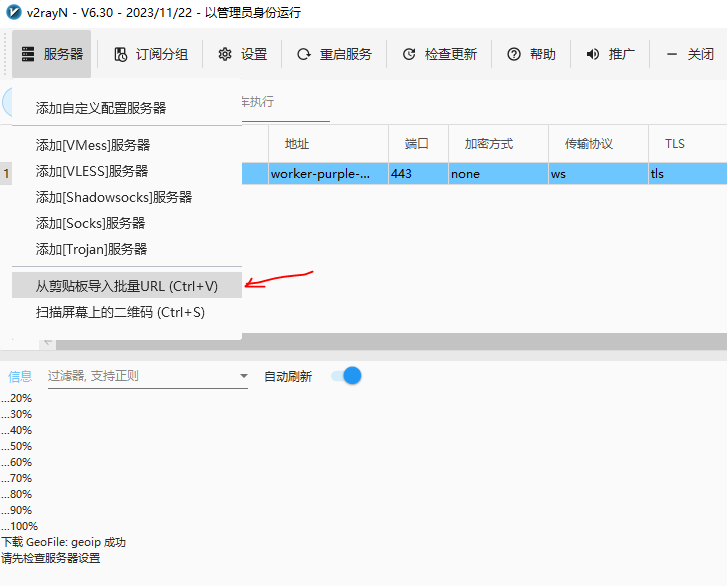 v2rayN - V6.30 - 2023/11/22 - 以管理员身份运行
服务器 订阅分组 设置 重启服务 检查更新 帮助 推广 关闭
添加自定义配置服务器 执行
地址 端口 加密方式 传输协议 TLS
添加[VMess]服务器
1 worker-purple-... 443 none ws tls
添加[VLESS]服务器
添加[Shadowsocks]服务器
添加[Socks]服务器
添加[Trojan]服务器
从剪贴板导入批量URL (Ctrl+V)
扫描屏幕上的二维码 (Ctrl+S)
信息 过滤器, 支持正则 自动刷新
...20%
...30%
...40%
...50%
...60%
...70%
...80%
...90%
...100%
下载 GeoFile: geoip 成功
请先检查服务器设置